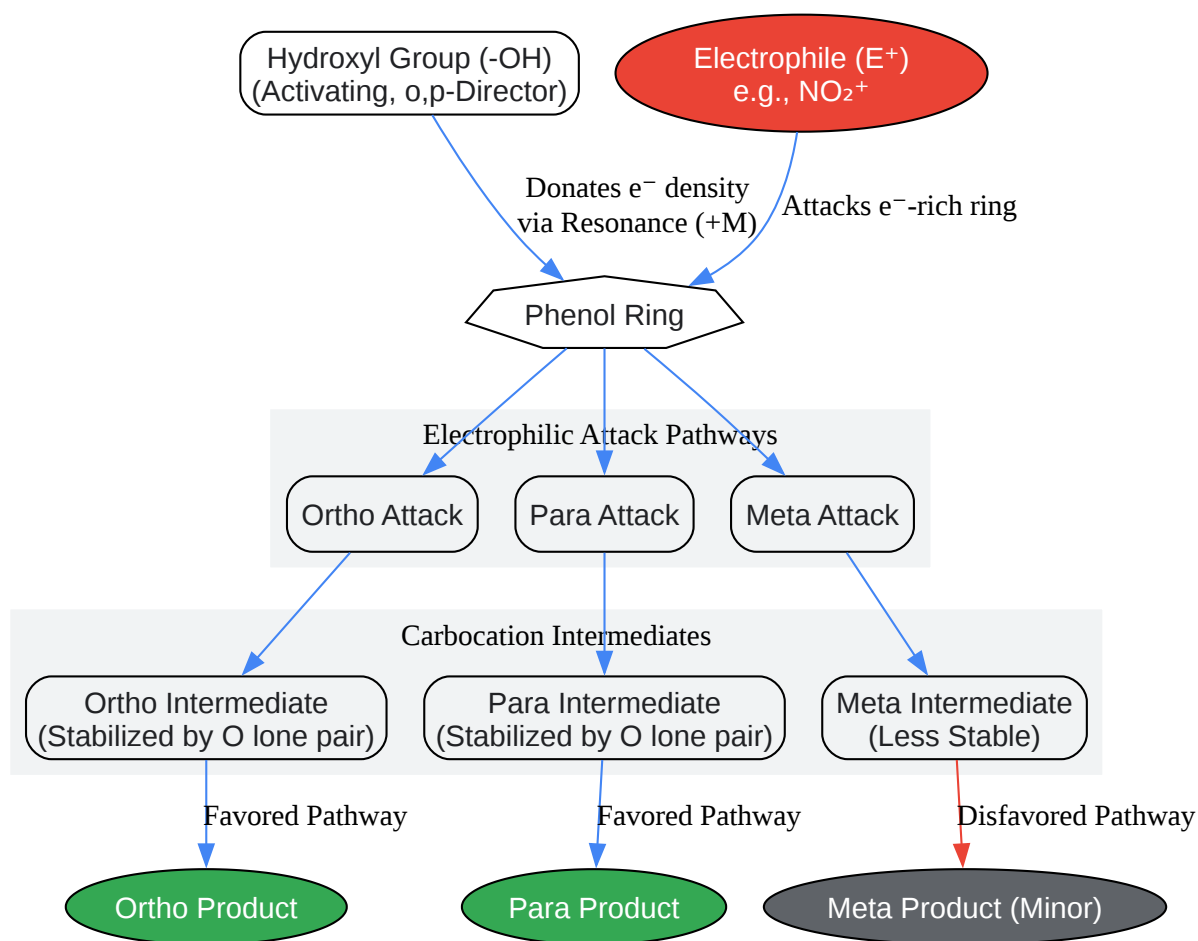 Hydroxyl Group (-OH)
(Activating, o,p-Director)
Electrophile (E⁺)
e.g., NO₂⁺
Donates e⁻ density
via Resonance (+M)
Attacks e⁻-rich ring
Phenol Ring
Electrophilic Attack Pathways
Ortho Attack
Para Attack
Meta Attack
Carbocation Intermediates
Ortho Intermediate
(Stabilized by O lone pair)
Para Intermediate
(Stabilized by O lone pair)
Meta Intermediate
(Less Stable)
Favored Pathway
Favored Pathway
Disfavored Pathway
Ortho Product
Para Product
Meta Product (Minor)